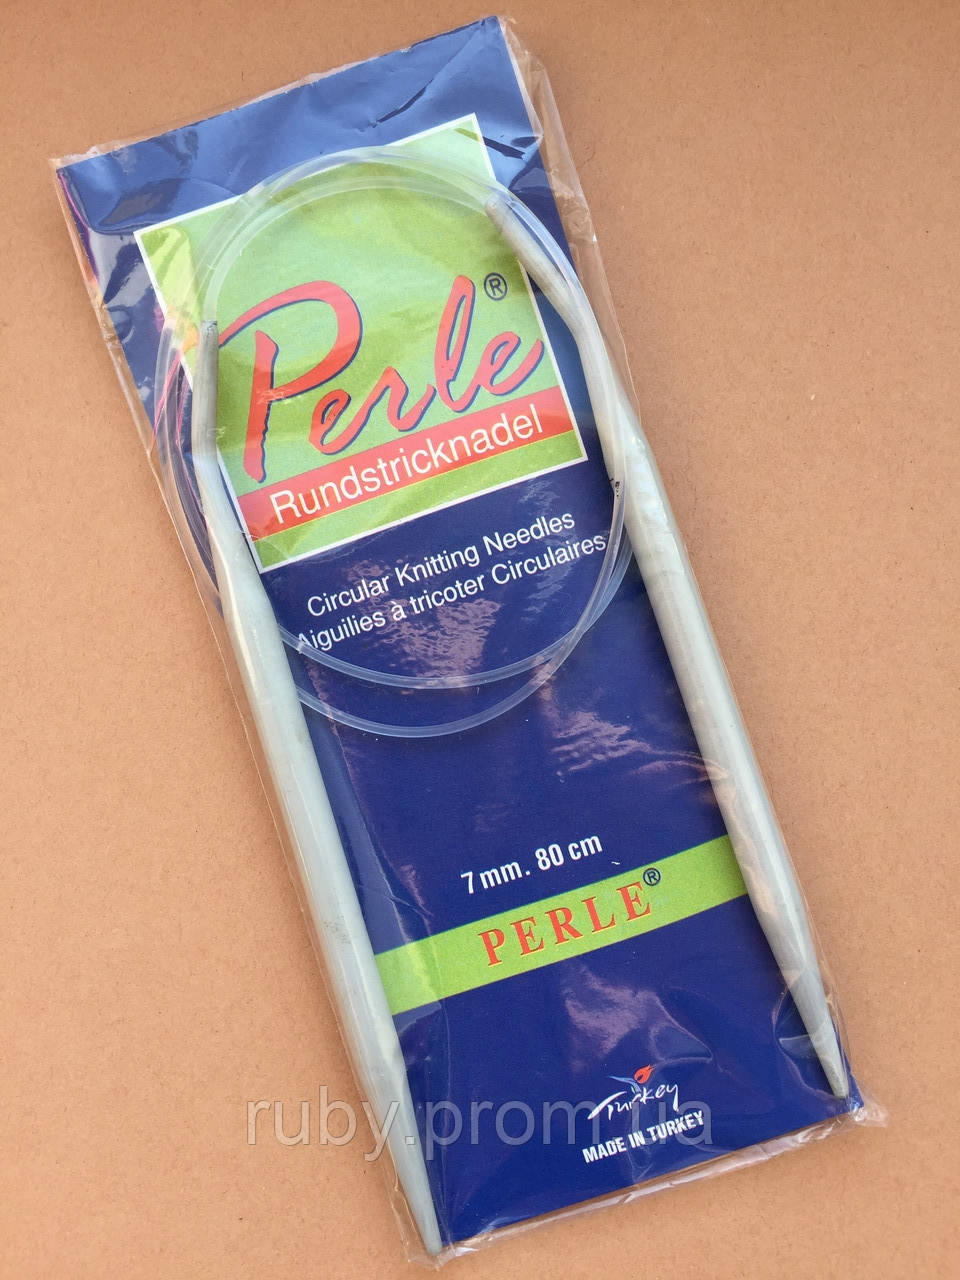 Perle®
Rundstricknadel
Circular Knitting Needles
Aiguilies à tricoter Circulaires
7 mm. 80 cm
PERLE®
Turkey
MADE IN TURKEY
ruby.prom.ua